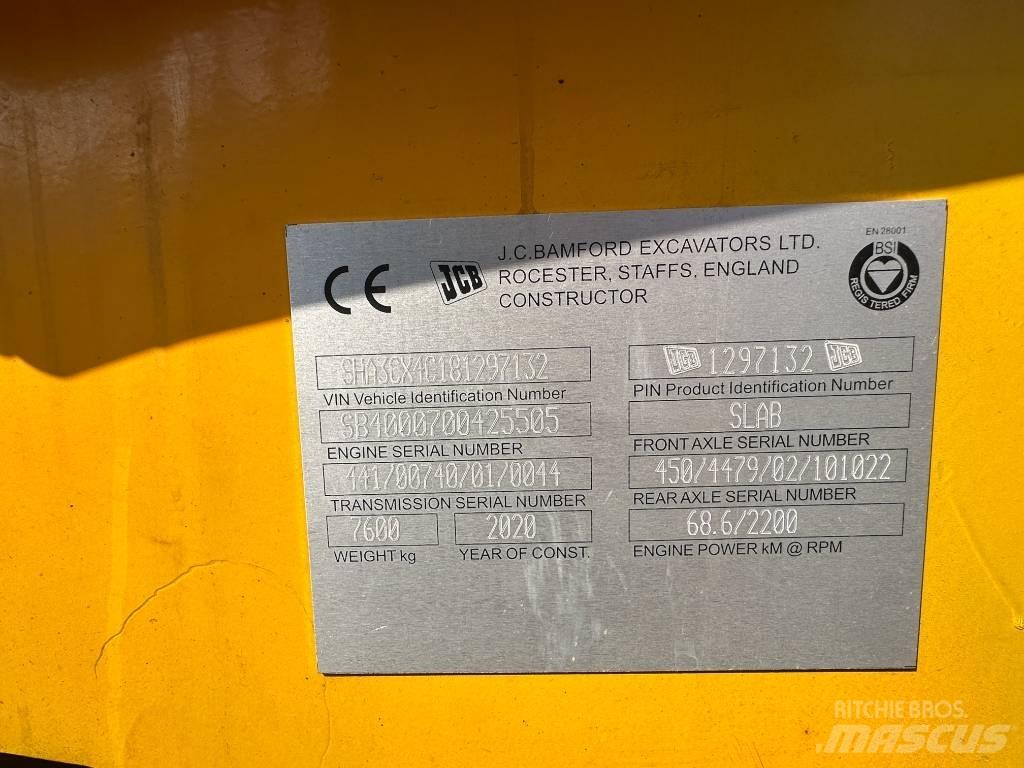 CE
JCB
J.C.BAMFORD EXCAVATORS LTD.
ROCESTER, STAFFS, ENGLAND
CONSTRUCTOR
EN 28001
BSI
REGISTERED FIRM
SHA3CX4C181297132
VIN Vehicle Identification Number
JCB 1297132 JCB
PIN Product Identification Number
SB4000700425505
ENGINE SERIAL NUMBER
SLAB
FRONT AXLE SERIAL NUMBER
441/00740/01/0044
TRANSMISSION SERIAL NUMBER
450/4479/02/101022
REAR AXLE SERIAL NUMBER
7600
WEIGHT kg
2020
YEAR OF CONST.
68.6/2200
ENGINE POWER kM @ RPM
RITCHIE BROS.
MASCUS